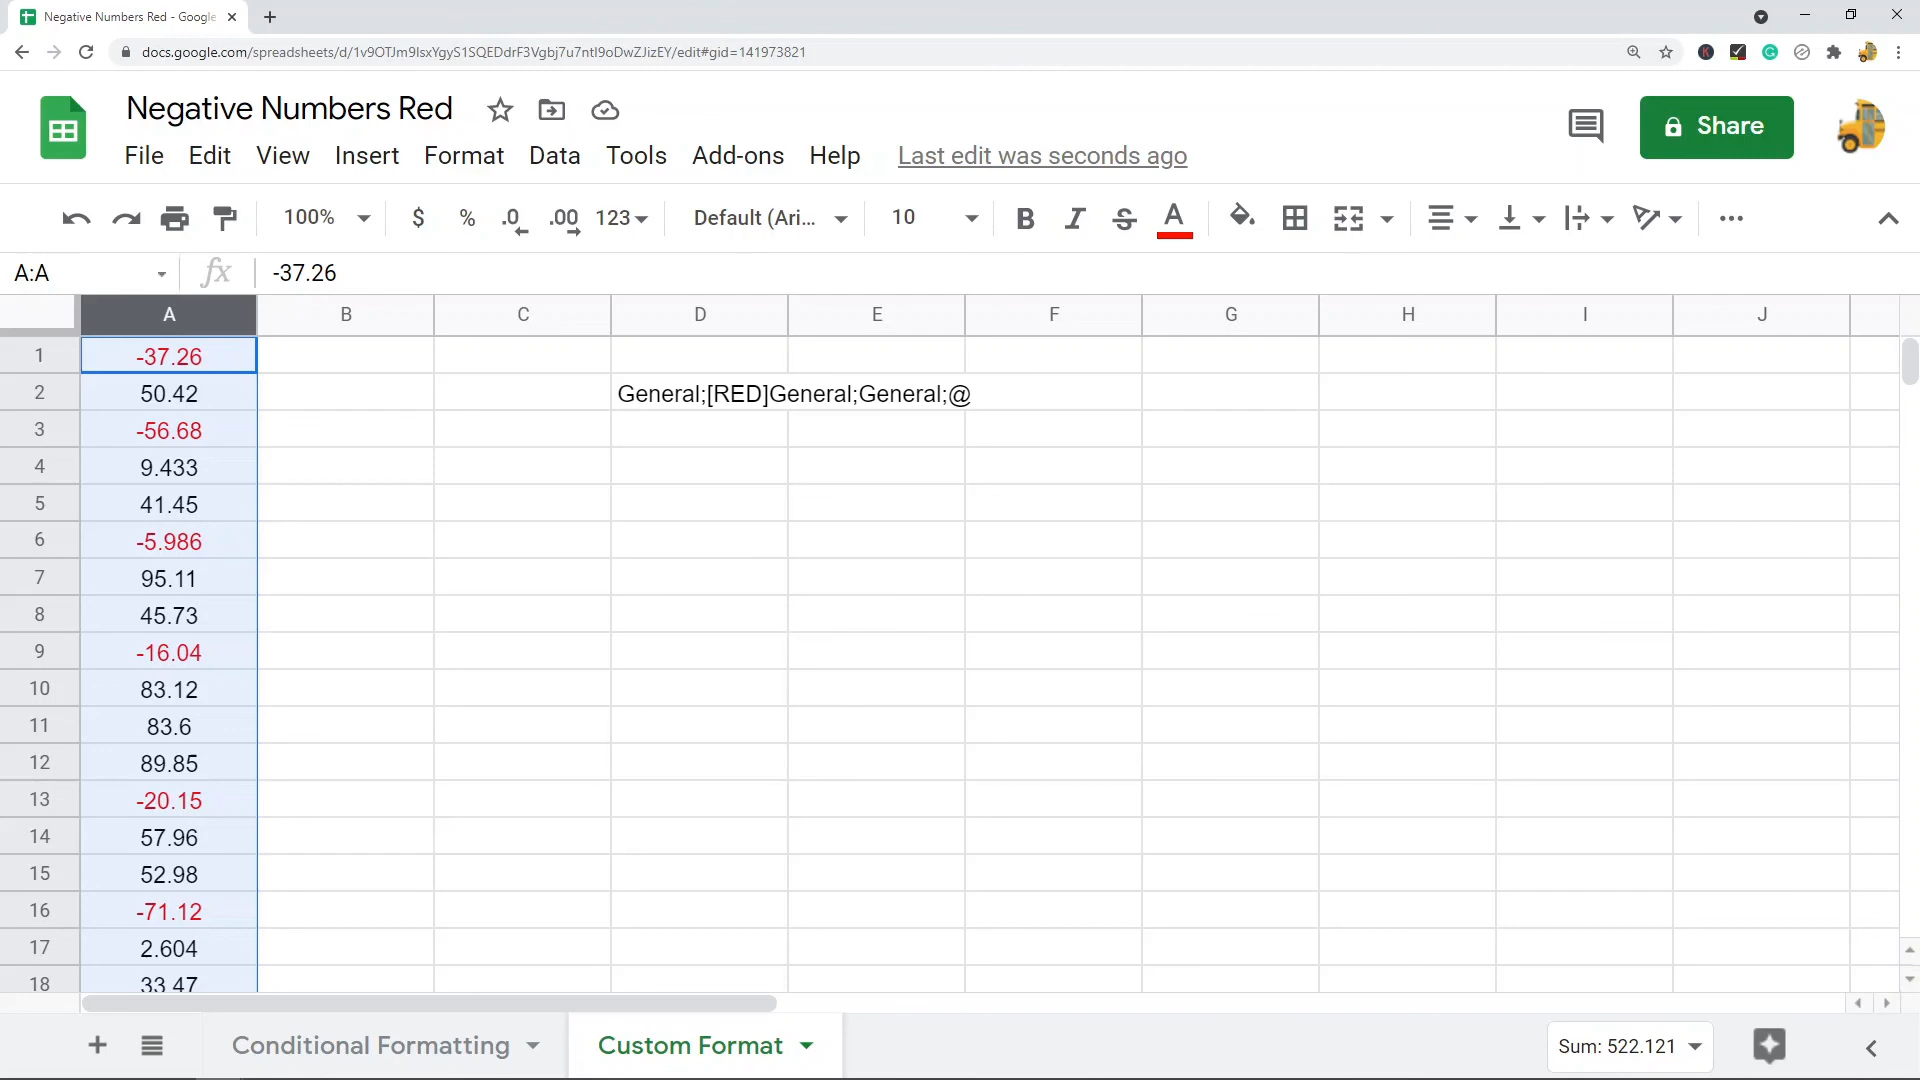 Negative Numbers Red - Google
docs.google.com/spreadsheets/d/1v9OTJm9IsxYgyS1SQEDdrF3Vgbj7u7ntI9oDwZJizEY/edit#gid=141973821
Negative Numbers Red
Share
File Edit View Insert Format Data Tools Add-ons Help Last edit was seconds ago
100% $ % .0 .00 123 Default (Ari... 10 B I S A
A:A fx -37.26
A B C D E F G H I J
1 -37.26
2 50.42 General;[RED]General;General;@
3 -56.68
4 9.433
5 41.45
6 -5.986
7 95.11
8 45.73
9 -16.04
10 83.12
11 83.6
12 89.85
13 -20.15
14 57.96
15 52.98
16 -71.12
17 2.604
18 33.47
Conditional Formatting Custom Format Sum: 522.121